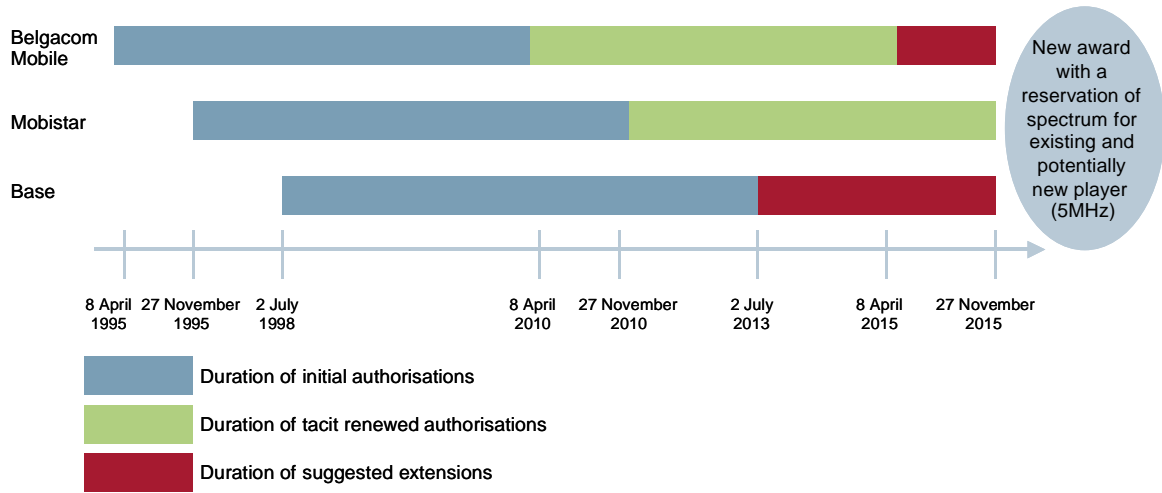 Belgacom
Mobile
Mobistar
Base
New award
with a
reservation of
spectrum for
existing and
potentially
new player
(5MHz)
8 April
1995
27 November
1995
2 July
1998
8 April
2010
27 November
2010
2 July
2013
8 April
2015
27 November
2015
Duration of initial authorisations
Duration of tacit renewed authorisations
Duration of suggested extensions